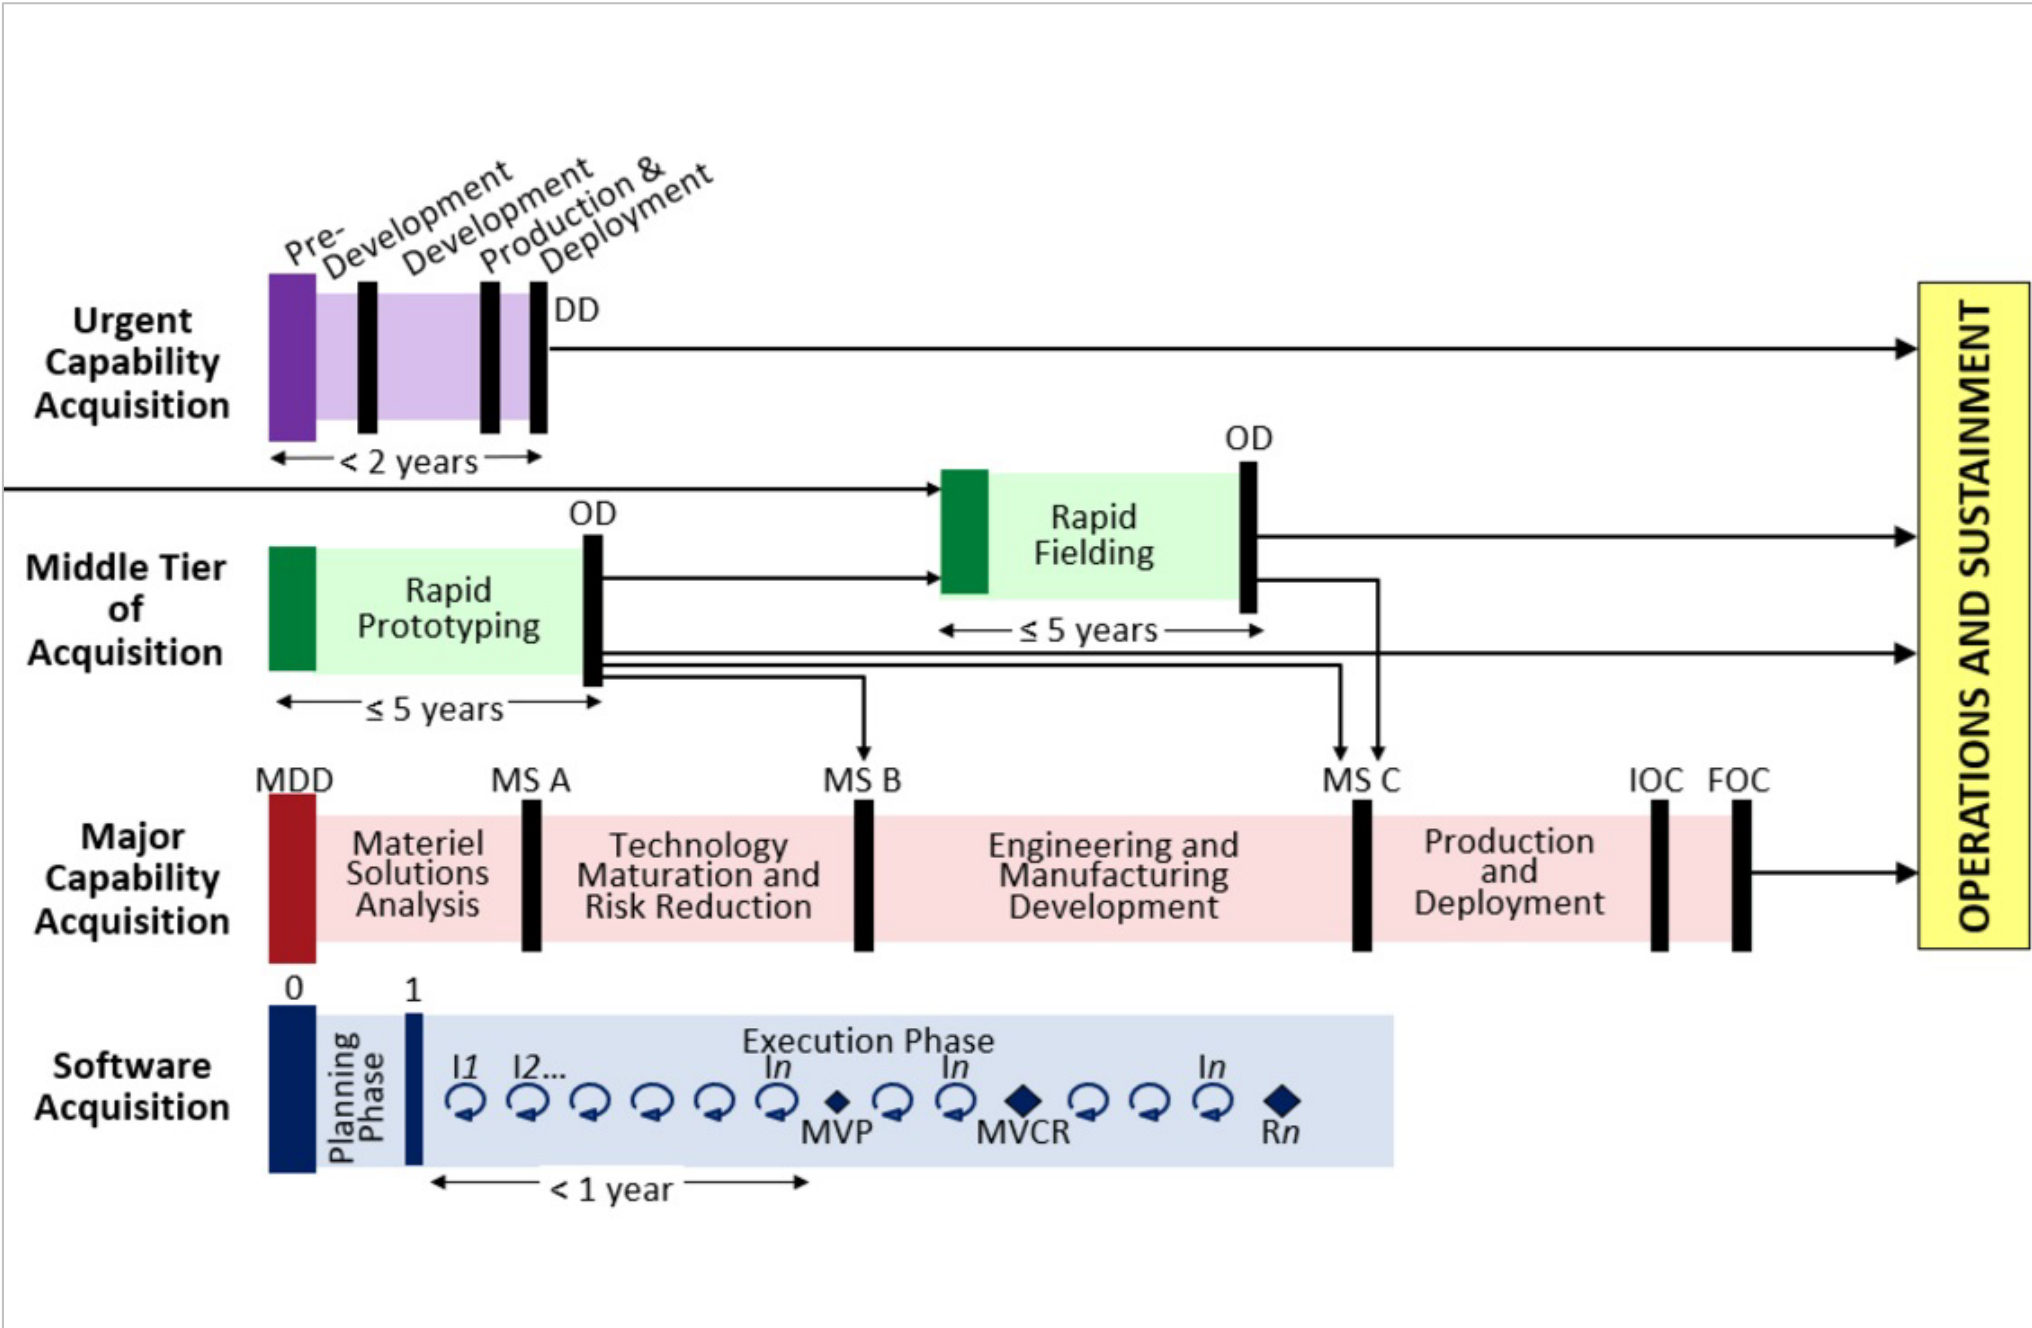 Pre-
Development
Development
Production &
Deployment
Urgent
Capability
Acquisition
DD
< 2 years
OD
Rapid
Fielding
≤ 5 years
Middle Tier
of
Acquisition
OD
Rapid
Prototyping
≤ 5 years
Major
Capability
Acquisition
MDD
MS A
MS B
MS C
IOC
FOC
Materiel
Solutions
Analysis
Technology
Maturation and
Risk Reduction
Engineering and
Manufacturing
Development
Production
and
Deployment
OPERATIONS AND SUSTAINMENT
Software
Acquisition
0
1
Planning
Phase
Execution Phase
I1
I2...
In
In
In
MVP
MVCR
Rn
< 1 year